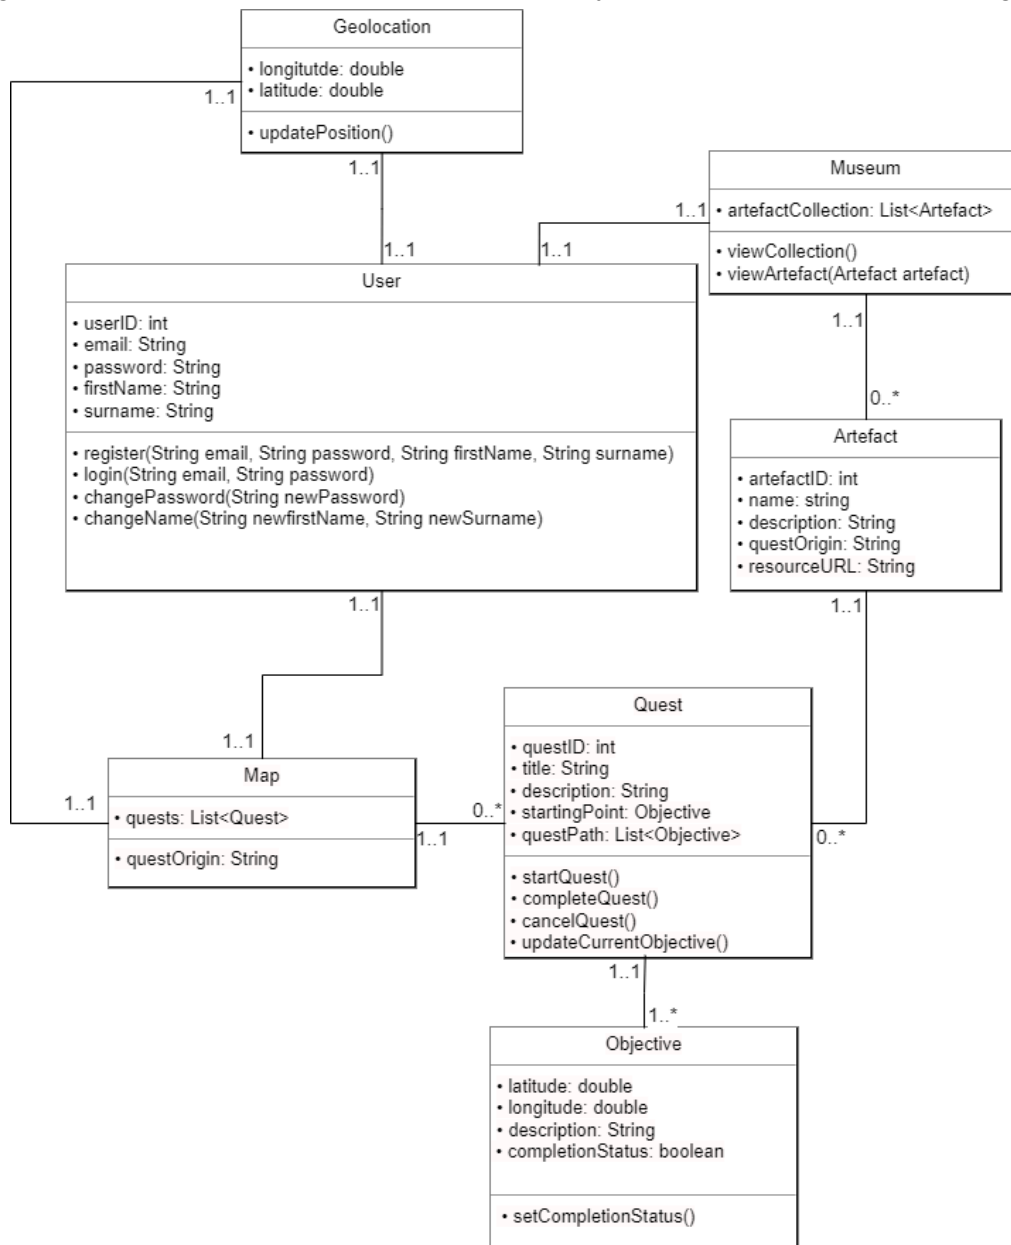 Geolocation
• longitutde: double
• latitude: double
• updatePosition()
1..1
1..1
1..1
Museum
• artefactCollection: List<Artefact>
• viewCollection()
• viewArtefact(Artefact artefact)
1..1
1..1
1..1
User
• userID: int
• email: String
• password: String
• firstName: String
• surname: String
• register(String email, String password, String firstName, String surname)
• login(String email, String password)
• changePassword(String newPassword)
• changeName(String newfirstName, String newSurname)
1..1
0..*
Artefact
• artefactID: int
• name: string
• description: String
• questOrigin: String
• resourceURL: String
1..1
1..1
1..1
Map
• quests: List<Quest>
• questOrigin: String
1..1
1..1
0..*
Quest
• questID: int
• title: String
• description: String
• startingPoint: Objective
• questPath: List<Objective>
• startQuest()
• completeQuest()
• cancelQuest()
• updateCurrentObjective()
0..*
1..1
1..*
Objective
• latitude: double
• longitude: double
• description: String
• completionStatus: boolean
• setCompletionStatus()